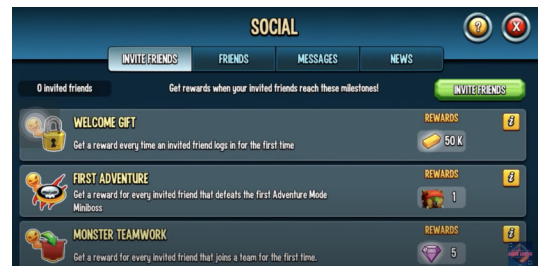 SOCIAL
?
X
INVITE FRIENDS
FRIENDS
MESSAGES
NEWS
0 invited friends
Get rewards when your invited friends reach these milestones!
INVITE FRIENDS
WELCOME GIFT
REWARDS
i
Get a reward every time an invited friend logs in for the first time
50 K
FIRST ADVENTURE
REWARDS
i
Get a reward for every invited friend that defeats the first Adventure Mode
Miniboss
1
MONSTER TEAMWORK
REWARDS
i
Get a reward for every invited friend that joins a team for the first time.
5